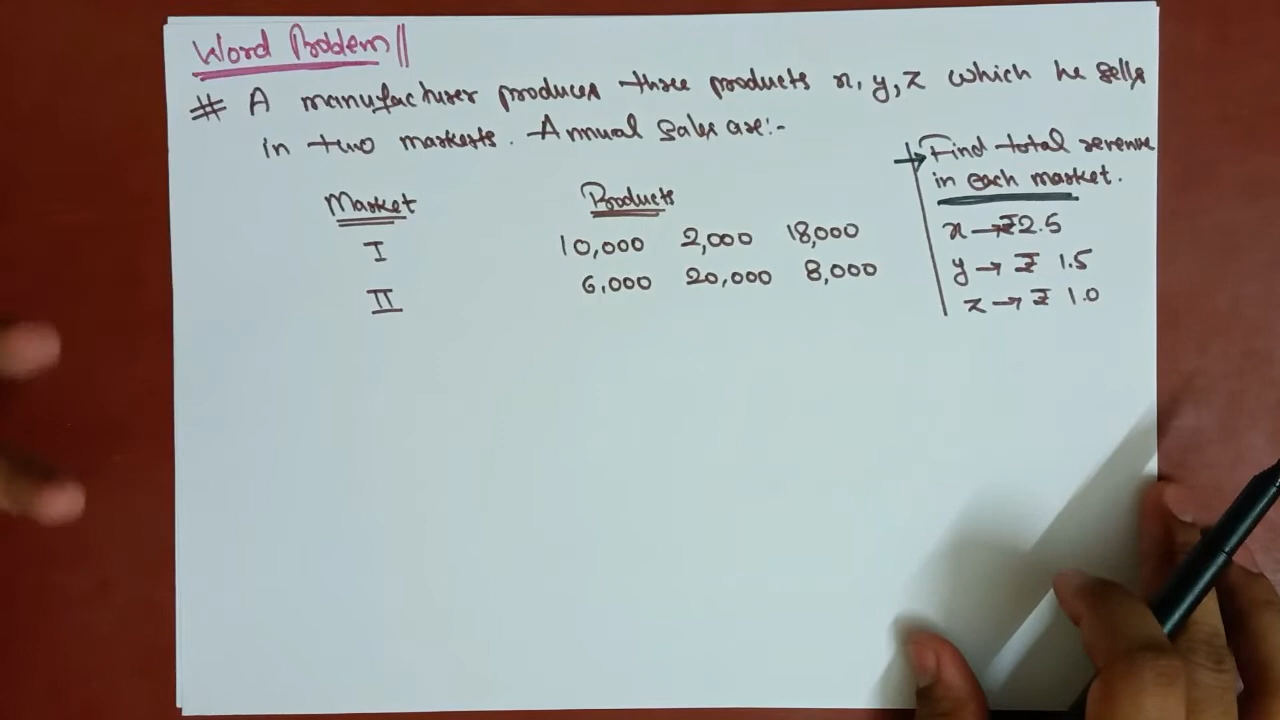 Word Problem ||
# A manufacturer produces three products x, y, z which he sells
in two markets. Annual sales are:-
Market Products
I 10,000 2,000 18,000
II 6,000 20,000 8,000
→ Find total revenue
in each market.
x → ₹2.5
y → ₹ 1.5
z → ₹ 1.0